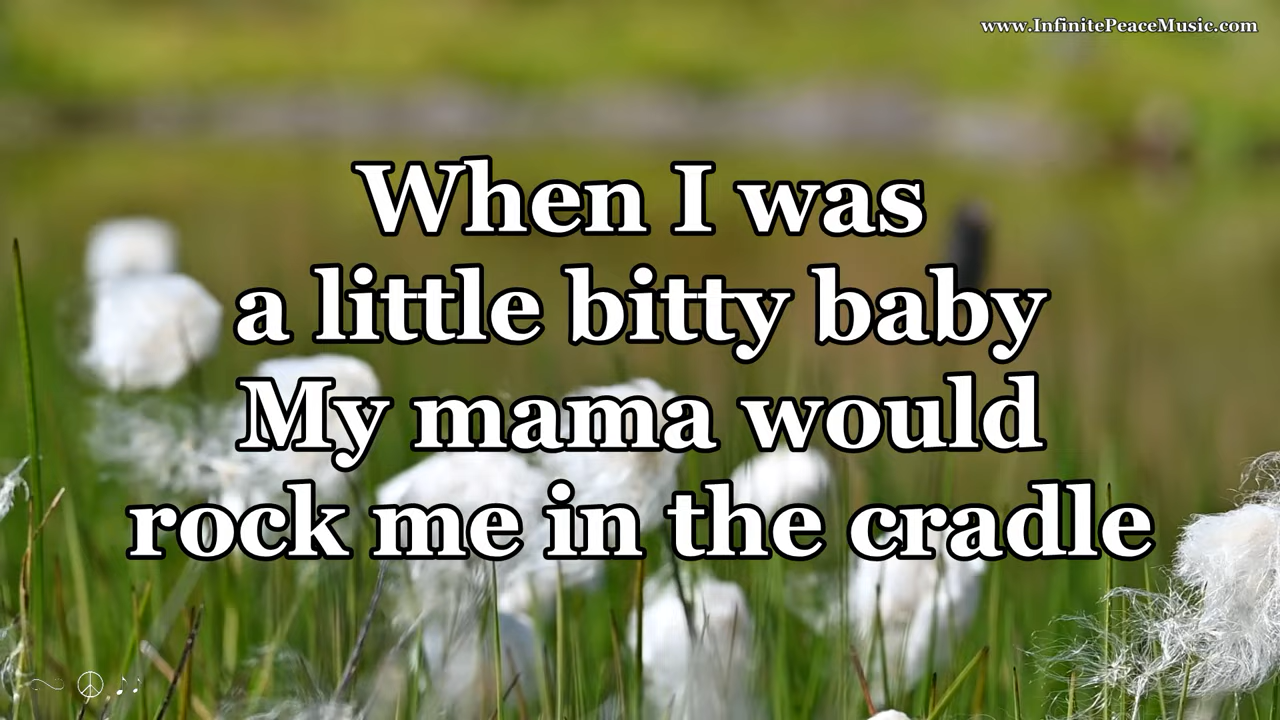 www.InfinitePeaceMusic.com
When I was
a little bitty baby
My mama would
rock me in the cradle